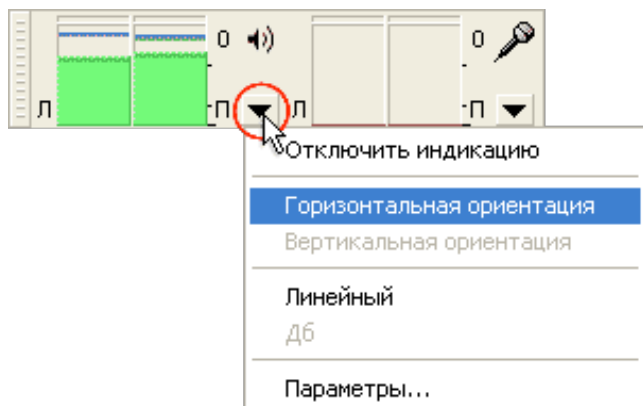 0 0
Л П Л П
Отключить индикацию
Горизонтальная ориентация
Вертикальная ориентация
Линейный
Дб
Параметры...